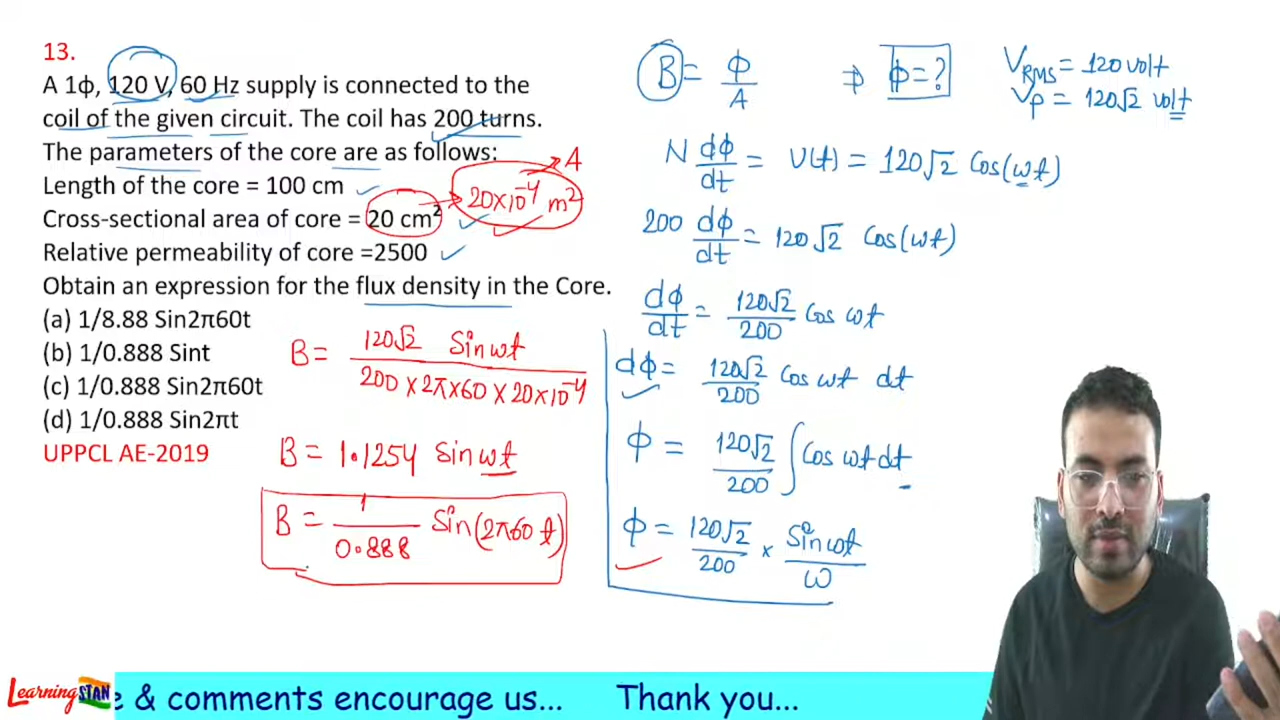 13.
A 1ф, 120 V, 60 Hz supply is connected to the
coil of the given circuit. The coil has 200 turns.
The parameters of the core are as follows:
Length of the core = 100 cm
Cross-sectional area of core = 20 cm²
20×10⁻⁴ m²
A
Relative permeability of core =2500
Obtain an expression for the flux density in the Core.
(a) 1/8.88 Sin2π60t
(b) 1/0.888 Sint
(c) 1/0.888 Sin2π60t
(d) 1/0.888 Sin2πt
UPPCL AE-2019
B = 120√2 Sin ωt / 200 × 2π × 60 × 20×10⁻⁴
B = 1.1254 Sin ωt
B = 1/0.888 Sin(2π60 t)
B = ф/A ⇒ ф = ?
V_RMS = 120 volt
V_P = 120√2 volt
N dф/dt = V(t) = 120√2 Cos(ωt)
200 dф/dt = 120√2 Cos(ωt)
dф/dt = 120√2/200 Cos ωt
dф = 120√2/200 Cos ωt dt
ф = 120√2/200 ∫ Cos ωt dt
ф = 120√2/200 × Sin ωt/ω
LearningSTAN
e & comments encourage us... Thank you...